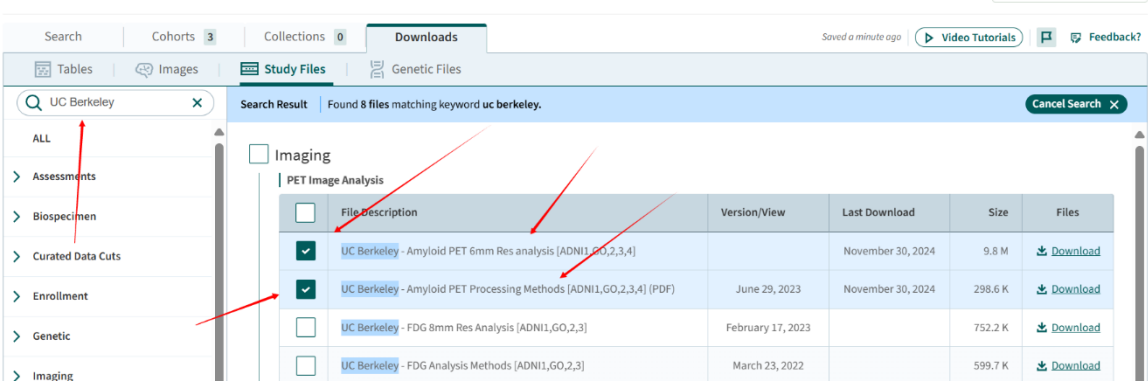 Search Cohorts 3 Collections 0 Downloads Saved a minute ago Video Tutorials Feedback?
Tables Images Study Files Genetic Files
UC Berkeley
Search Result Found 8 files matching keyword uc berkeley. Cancel Search
ALL
Assessments
Biospecimen
Curated Data Cuts
Enrollment
Genetic
Imaging
Imaging
PET Image Analysis
File Description Version/View Last Download Size Files
UC Berkeley - Amyloid PET 6mm Res analysis [ADNI1,GO,2,3,4] November 30, 2024 9.8 M Download
UC Berkeley - Amyloid PET Processing Methods [ADNI1,GO,2,3,4] (PDF) June 29, 2023 November 30, 2024 298.6 K Download
UC Berkeley - FDG 8mm Res Analysis [ADNI1,GO,2,3] February 17, 2023 752.2 K Download
UC Berkeley - FDG Analysis Methods [ADNI1,GO,2,3] March 23, 2022 599.7 K Download